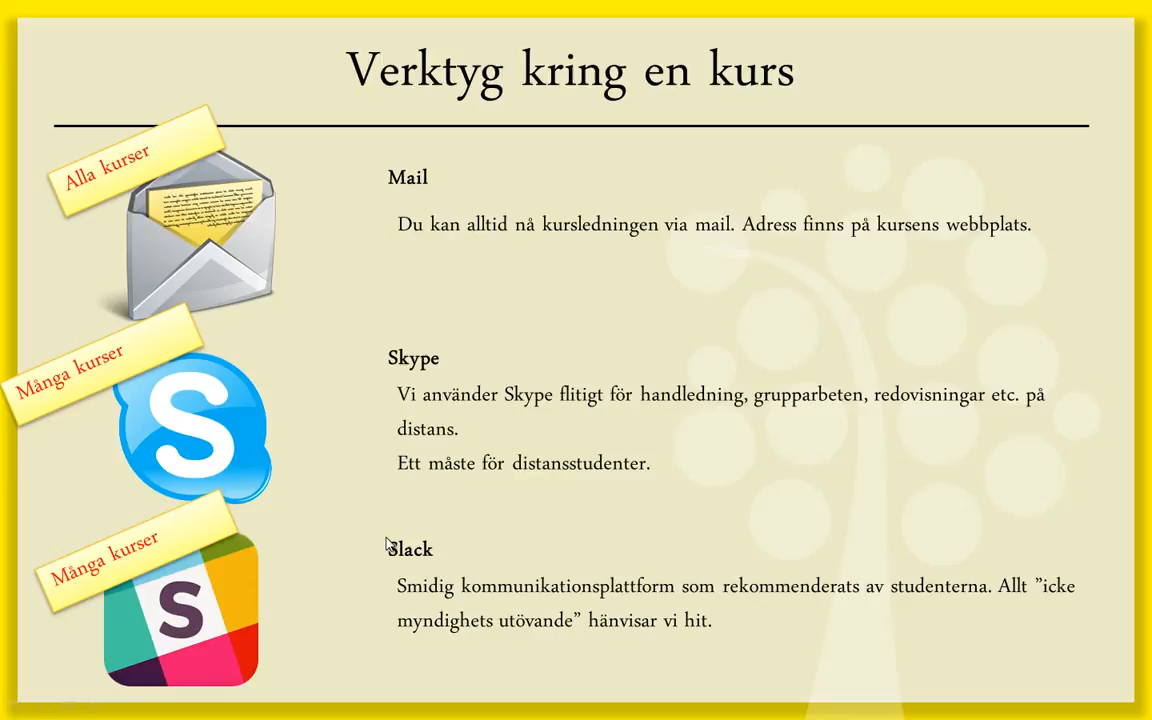 Verktyg kring en kurs
Alla kurser
Mail
Du kan alltid nå kursledningen via mail. Adress finns på kursens webbplats.
Många kurser
Skype
Vi använder Skype flitigt för handledning, grupparbeten, redovisningar etc. på
distans.
Ett måste för distansstudenter.
Många kurser
Slack
Smidig kommunikationsplattform som rekommenderats av studenterna. Allt ”icke
myndighets utövande” hänvisar vi hit.